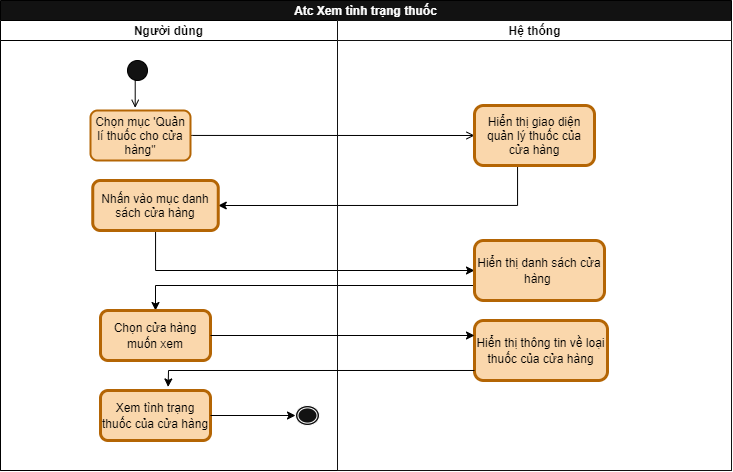 Atc Xem tình trạng thuốc
Người dùng
Hệ thống
Chọn mục 'Quản
lí thuốc cho cửa
hàng"
Hiển thị giao diện
quản lý thuốc của
cửa hàng
Nhấn vào mục danh
sách cửa hàng
Hiển thị danh sách cửa
hàng
Chọn cửa hàng
muốn xem
Hiển thị thông tin về loại
thuốc của cửa hàng
Xem tình trạng
thuốc của cửa hàng